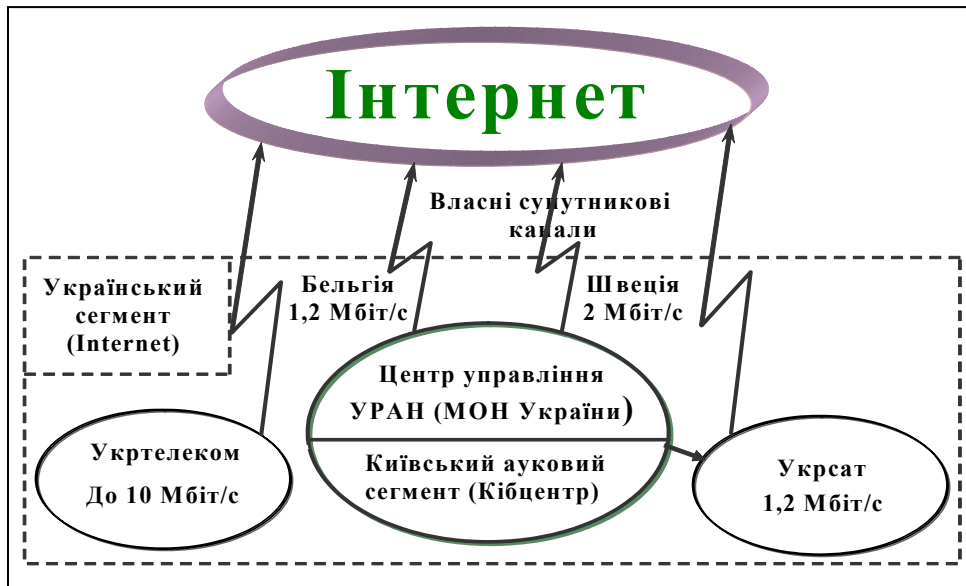 Інтернет
Власні супутникові
канали
Український
сегмент
(Internet)
Бельгія
1,2 Мбіт/с
Швеція
2 Мбіт/с
Центр управління
УРАН (МОН України)
Київський ауковий
сегмент (Кібцентр)
Укртелеком
До 10 Мбіт/с
Укрсат
1,2 Мбіт/с